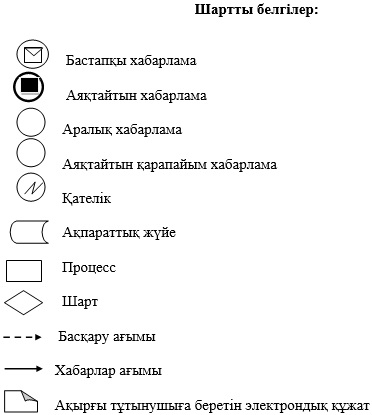 Шартты белгілер:
Бастапқы хабарлама
Аяқтайтын хабарлама
Аралық хабарлама
Аяқтайтын қарапайым хабарлама
Қателік
Ақпараттық жүйе
Процесс
Шарт
Басқару ағымы
Хабарлар ағымы
Ақырғы тұтынушыға беретін электрондық құжат